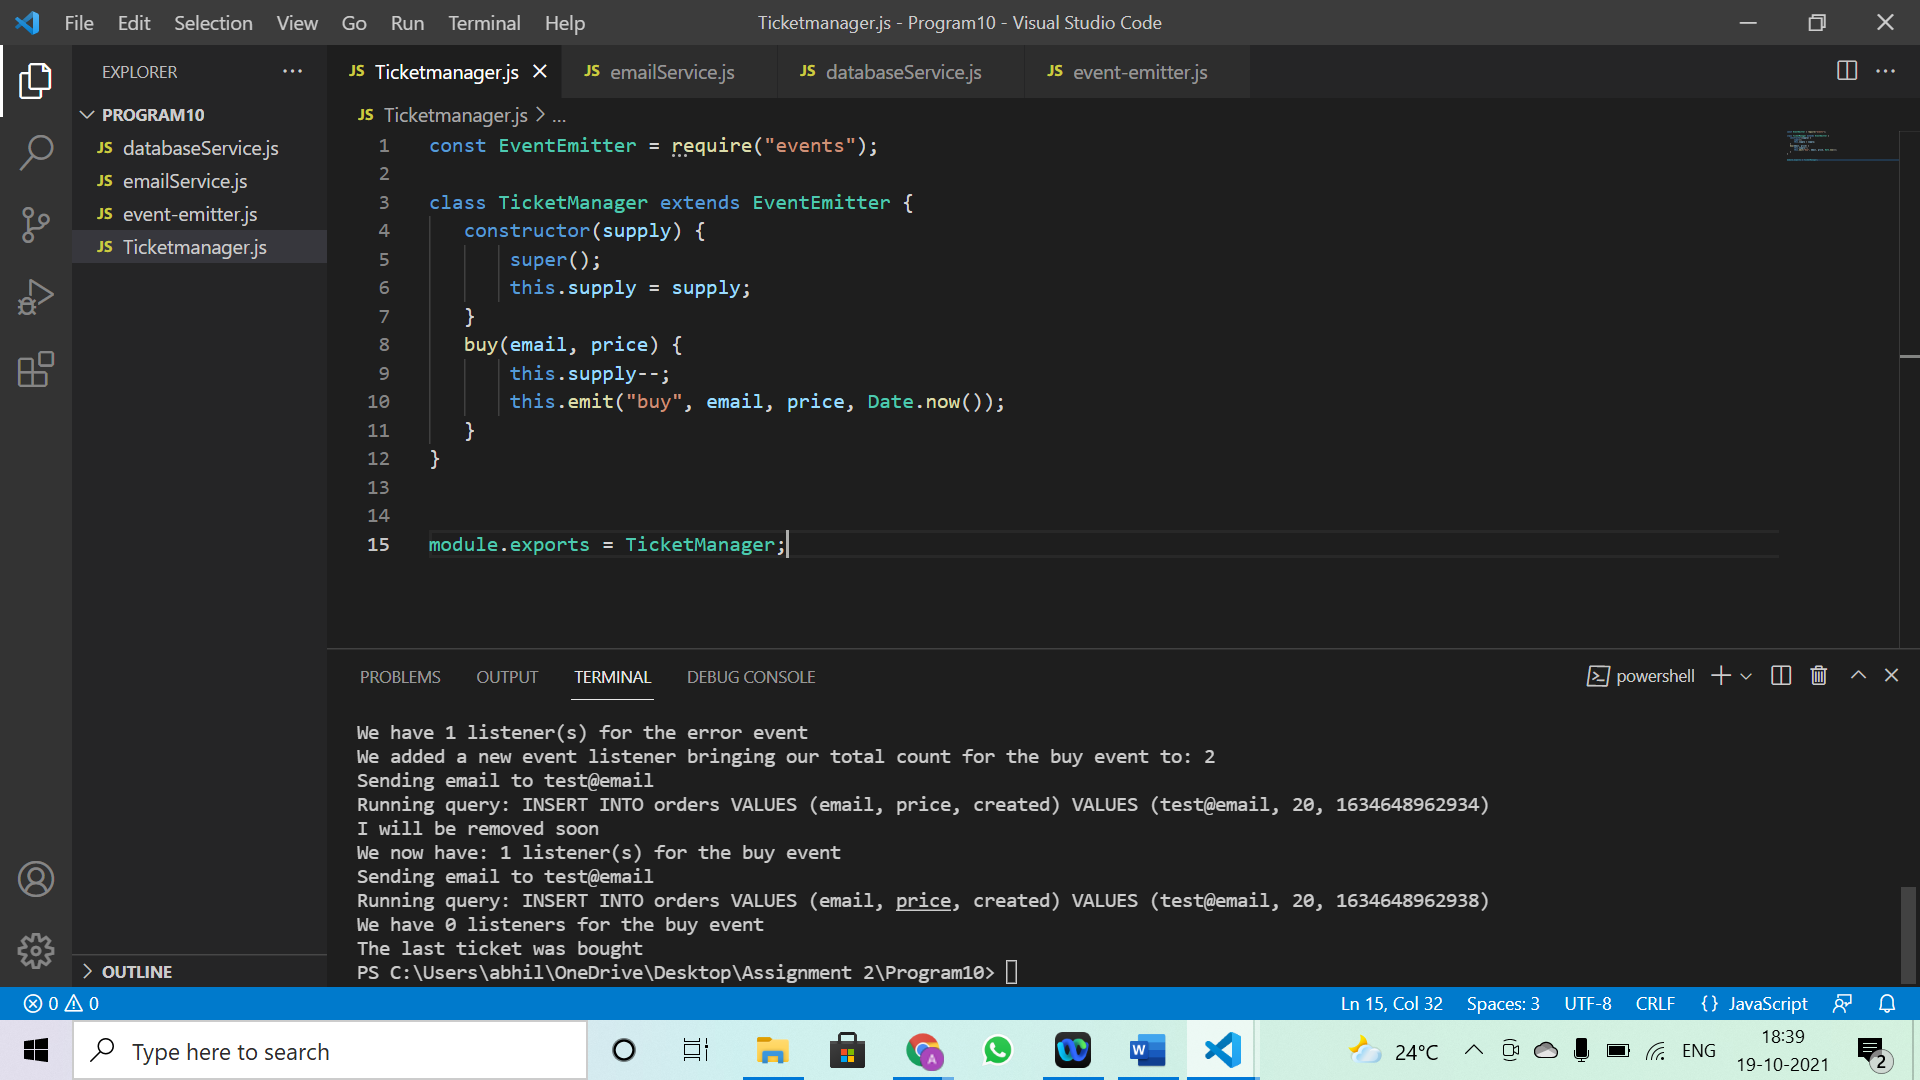 File Edit Selection View Go Run Terminal Help
Ticketmanager.js - Program10 - Visual Studio Code
EXPLORER
PROGRAM10
JS databaseService.js
JS emailService.js
JS event-emitter.js
JS Ticketmanager.js
OUTLINE
JS Ticketmanager.js
JS emailService.js
JS databaseService.js
JS event-emitter.js
JS Ticketmanager.js > ...
1 const EventEmitter = require("events");
2
3 class TicketManager extends EventEmitter {
4 constructor(supply) {
5 super();
6 this.supply = supply;
7 }
8 buy(email, price) {
9 this.supply--;
10 this.emit("buy", email, price, Date.now());
11 }
12 }
13
14
15 module.exports = TicketManager;
PROBLEMS OUTPUT TERMINAL DEBUG CONSOLE
powershell
We have 1 listener(s) for the error event
We added a new event listener bringing our total count for the buy event to: 2
Sending email to test@email
Running query: INSERT INTO orders VALUES (email, price, created) VALUES (test@email, 20, 1634648962934)
I will be removed soon
We now have: 1 listener(s) for the buy event
Sending email to test@email
Running query: INSERT INTO orders VALUES (email, price, created) VALUES (test@email, 20, 1634648962938)
We have 0 listeners for the buy event
The last ticket was bought
PS C:\Users\abhil\OneDrive\Desktop\Assignment 2\Program10>
0 0
Ln 15, Col 32 Spaces: 3 UTF-8 CRLF {} JavaScript
Type here to search
A
W
24°C
ENG
18:39
19-10-2021
2